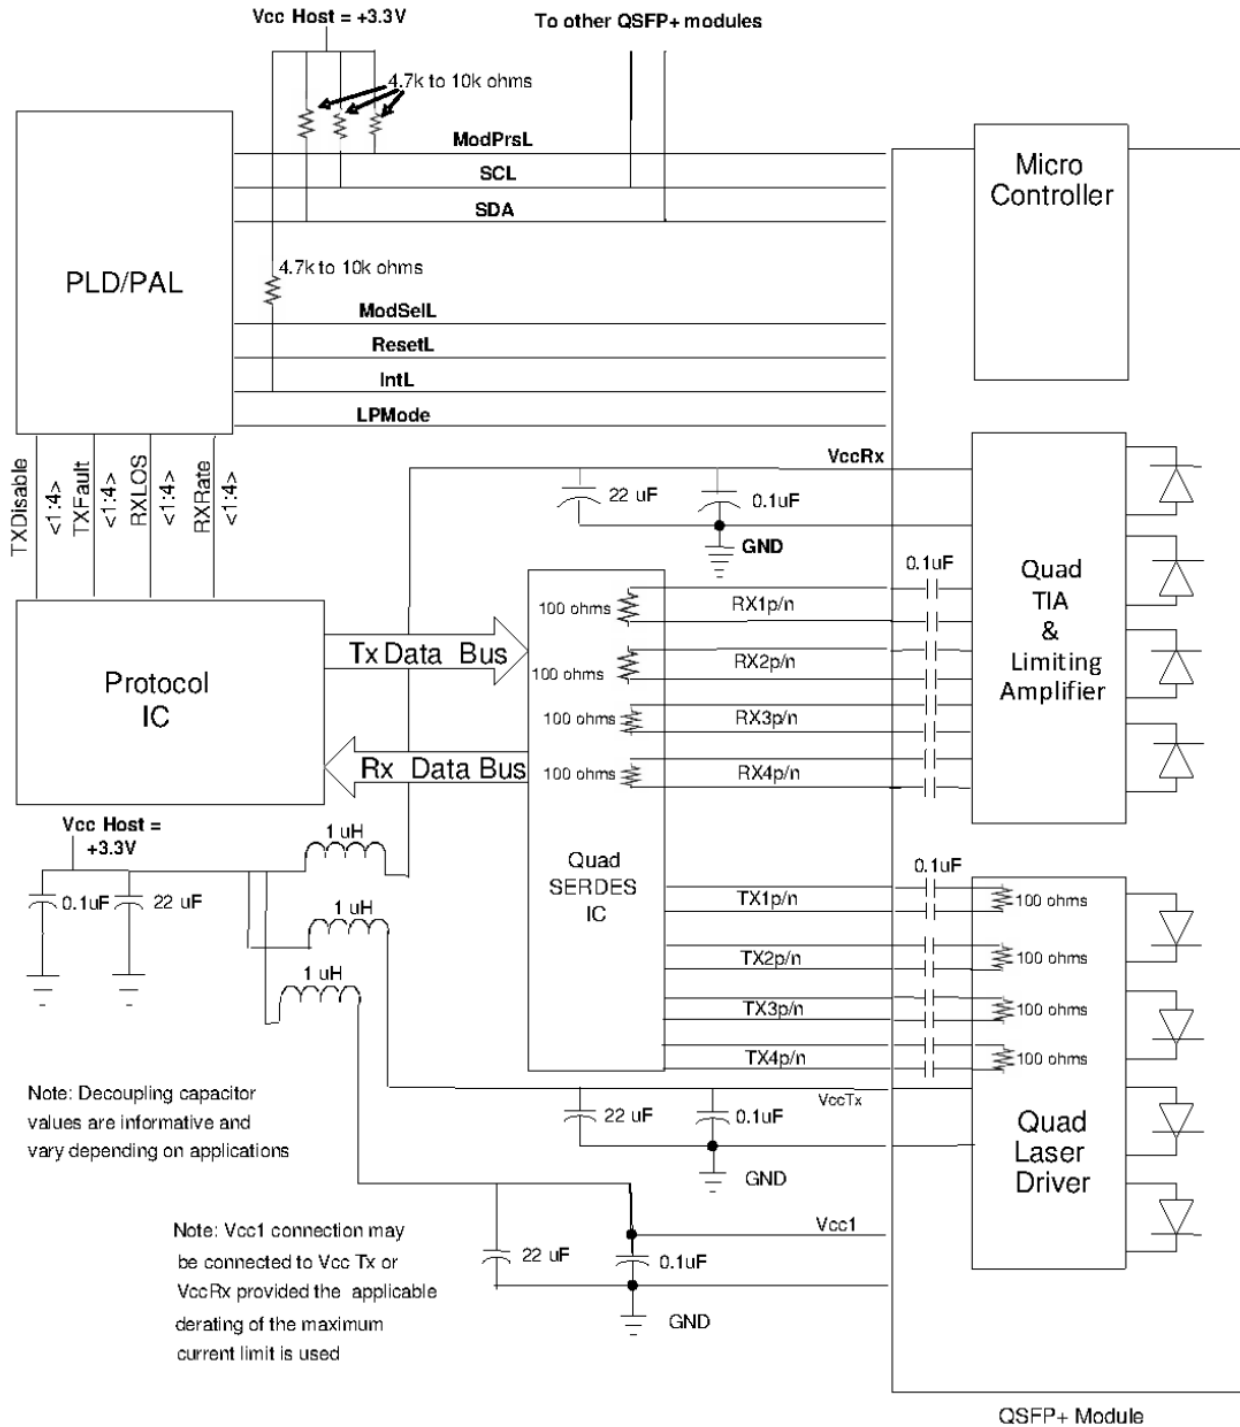 Vcc Host = +3.3V
To other QSFP+ modules
4.7k to 10k ohms
ModPrsL
SCL
SDA
Micro
Controller
PLD/PAL
4.7k to 10k ohms
ModSelL
ResetL
IntL
LPMode
TXDisable
<1:4>
TXFault
<1:4>
RXLOS
<1:4>
RXRate
<1:4>
VccRx
22 uF
0.1uF
GND
0.1uF
Quad
TIA
&
Limiting
Amplifier
100 ohms
RX1p/n
100 ohms
RX2p/n
100 ohms
RX3p/n
100 ohms
RX4p/n
Tx Data Bus
Protocol
IC
Rx Data Bus
Vcc Host =
+3.3V
1 uH
0.1uF
22 uF
1 uH
1 uH
Quad
SERDES
IC
0.1uF
TX1p/n
100 ohms
TX2p/n
100 ohms
TX3p/n
100 ohms
TX4p/n
100 ohms
Note: Decoupling capacitor
values are informative and
vary depending on applications
VccTx
22 uF
0.1uF
GND
Quad
Laser
Driver
Note: Vcc1 connection may
be connected to Vcc Tx or
VccRx provided the applicable
derating of the maximum
current limit is used
Vcc1
22 uF
0.1uF
GND
QSFP+ Module